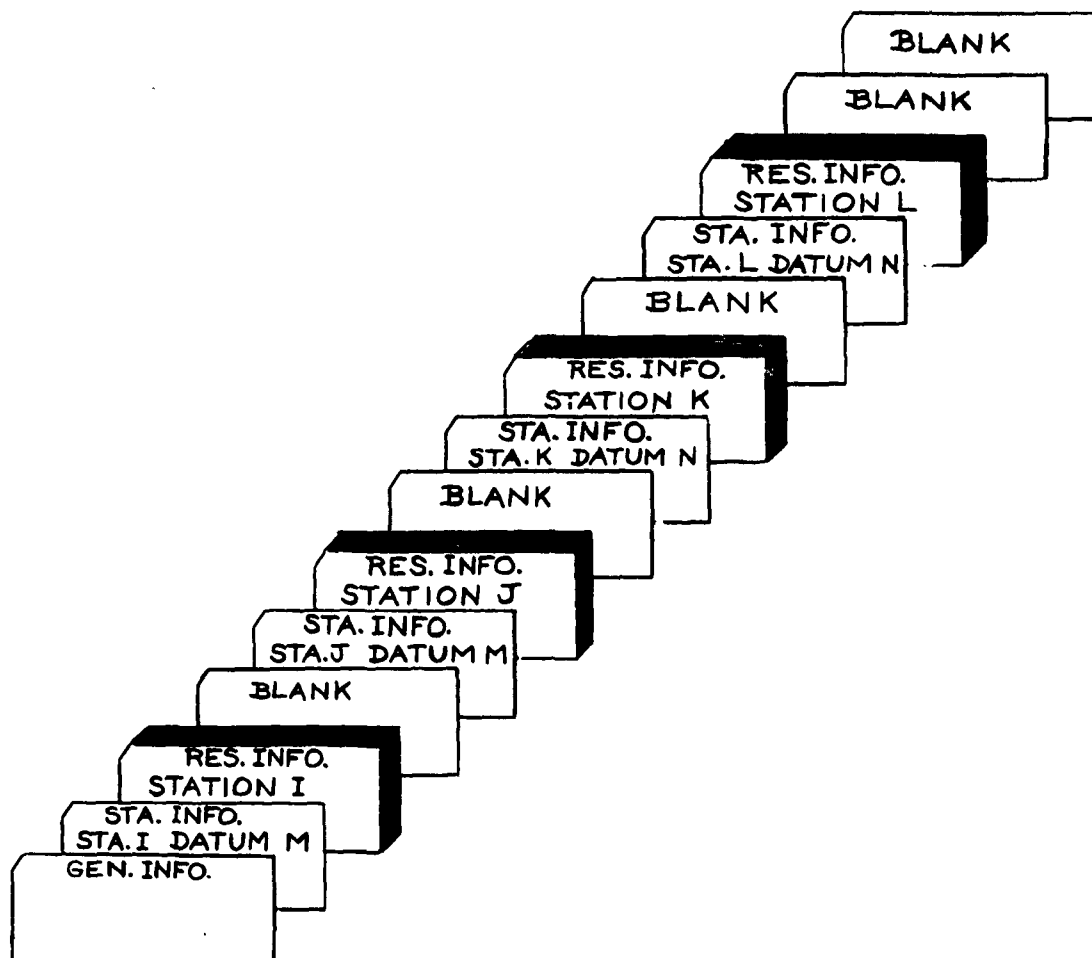 BLANK
BLANK
RES. INFO.
STATION L
STA. INFO.
STA. L DATUM N
BLANK
RES. INFO.
STATION K
STA. INFO.
STA. K DATUM N
BLANK
RES. INFO.
STATION J
STA. INFO.
STA. J DATUM M
BLANK
RES. INFO.
STATION I
STA. INFO.
STA. I DATUM M
GEN. INFO.